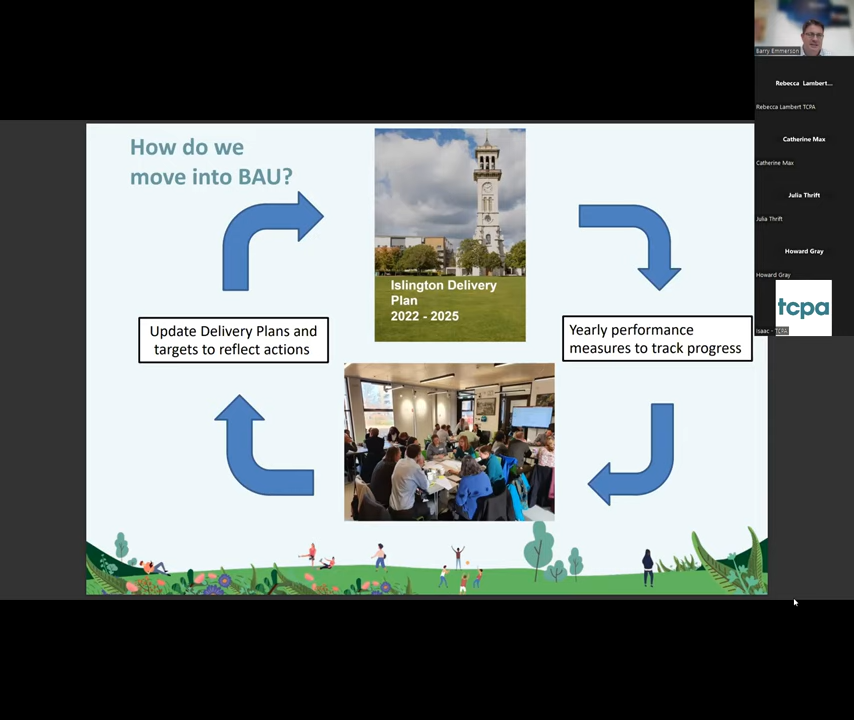 How do we
move into BAU?
Islington Delivery
Plan
2022 - 2025
Update Delivery Plans and
targets to reflect actions
Yearly performance
measures to track progress
Barry Emmerson
Rebecca Lambert...
Rebecca Lambert TCPA
Catherine Max
Catherine Max
Julia Thrift
Julia Thrift
Howard Gray
Howard Gray
tcpa
Isaac - TCPA